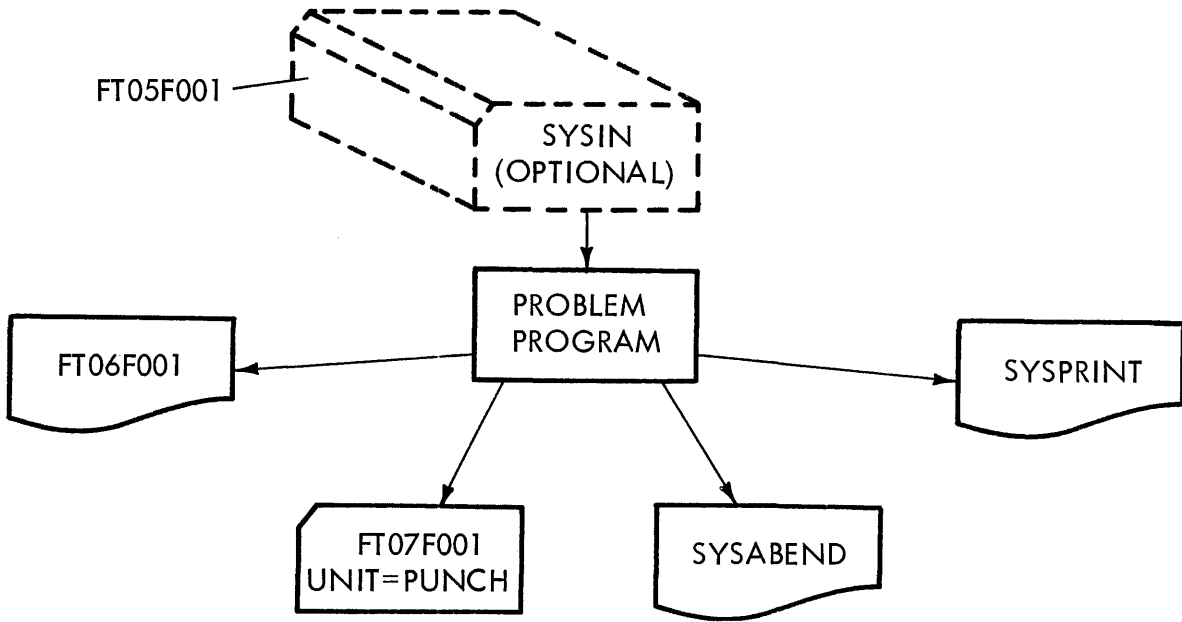 FT05F001
SYSIN
(OPTIONAL)
PROBLEM
PROGRAM
FT06F001
SYSPRINT
FT07F001
UNIT=PUNCH
SYSABEND